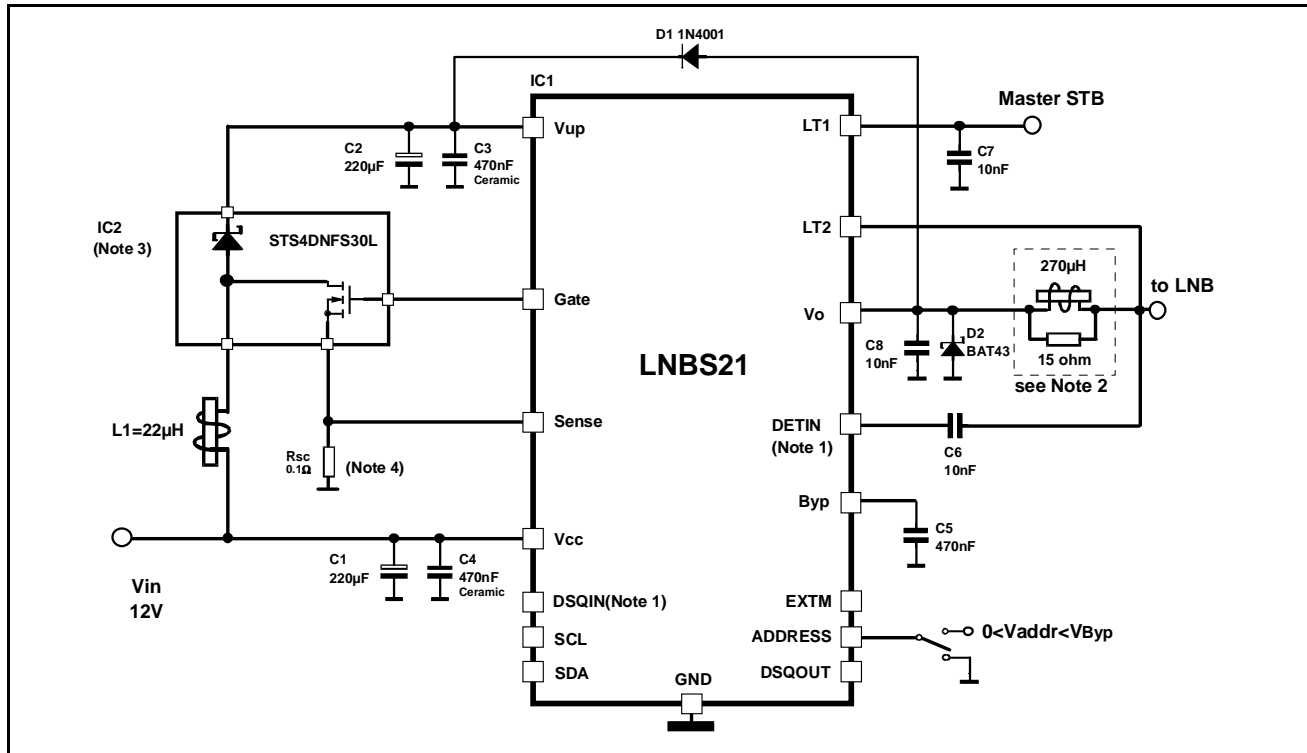 D1 1N4001
IC1
Vup
LT1
Master STB
C2
220µF
C3
470nF
Ceramic
C7
10nF
IC2
(Note 3)
STS4DNFS30L
LT2
270µH
to LNB
Gate
Vo
C8
10nF
D2
BAT43
15 ohm
see Note 2
LNBS21
L1=22µH
Sense
DETIN
(Note 1)
C6
10nF
Rsc
0.1Ω
(Note 4)
Byp
C5
470nF
Vcc
C1
220µF
C4
470nF
Ceramic
Vin
12V
DSQIN(Note 1)
EXTM
SCL
ADDRESS
0<Vaddr<VByp
SDA
DSQOUT
GND